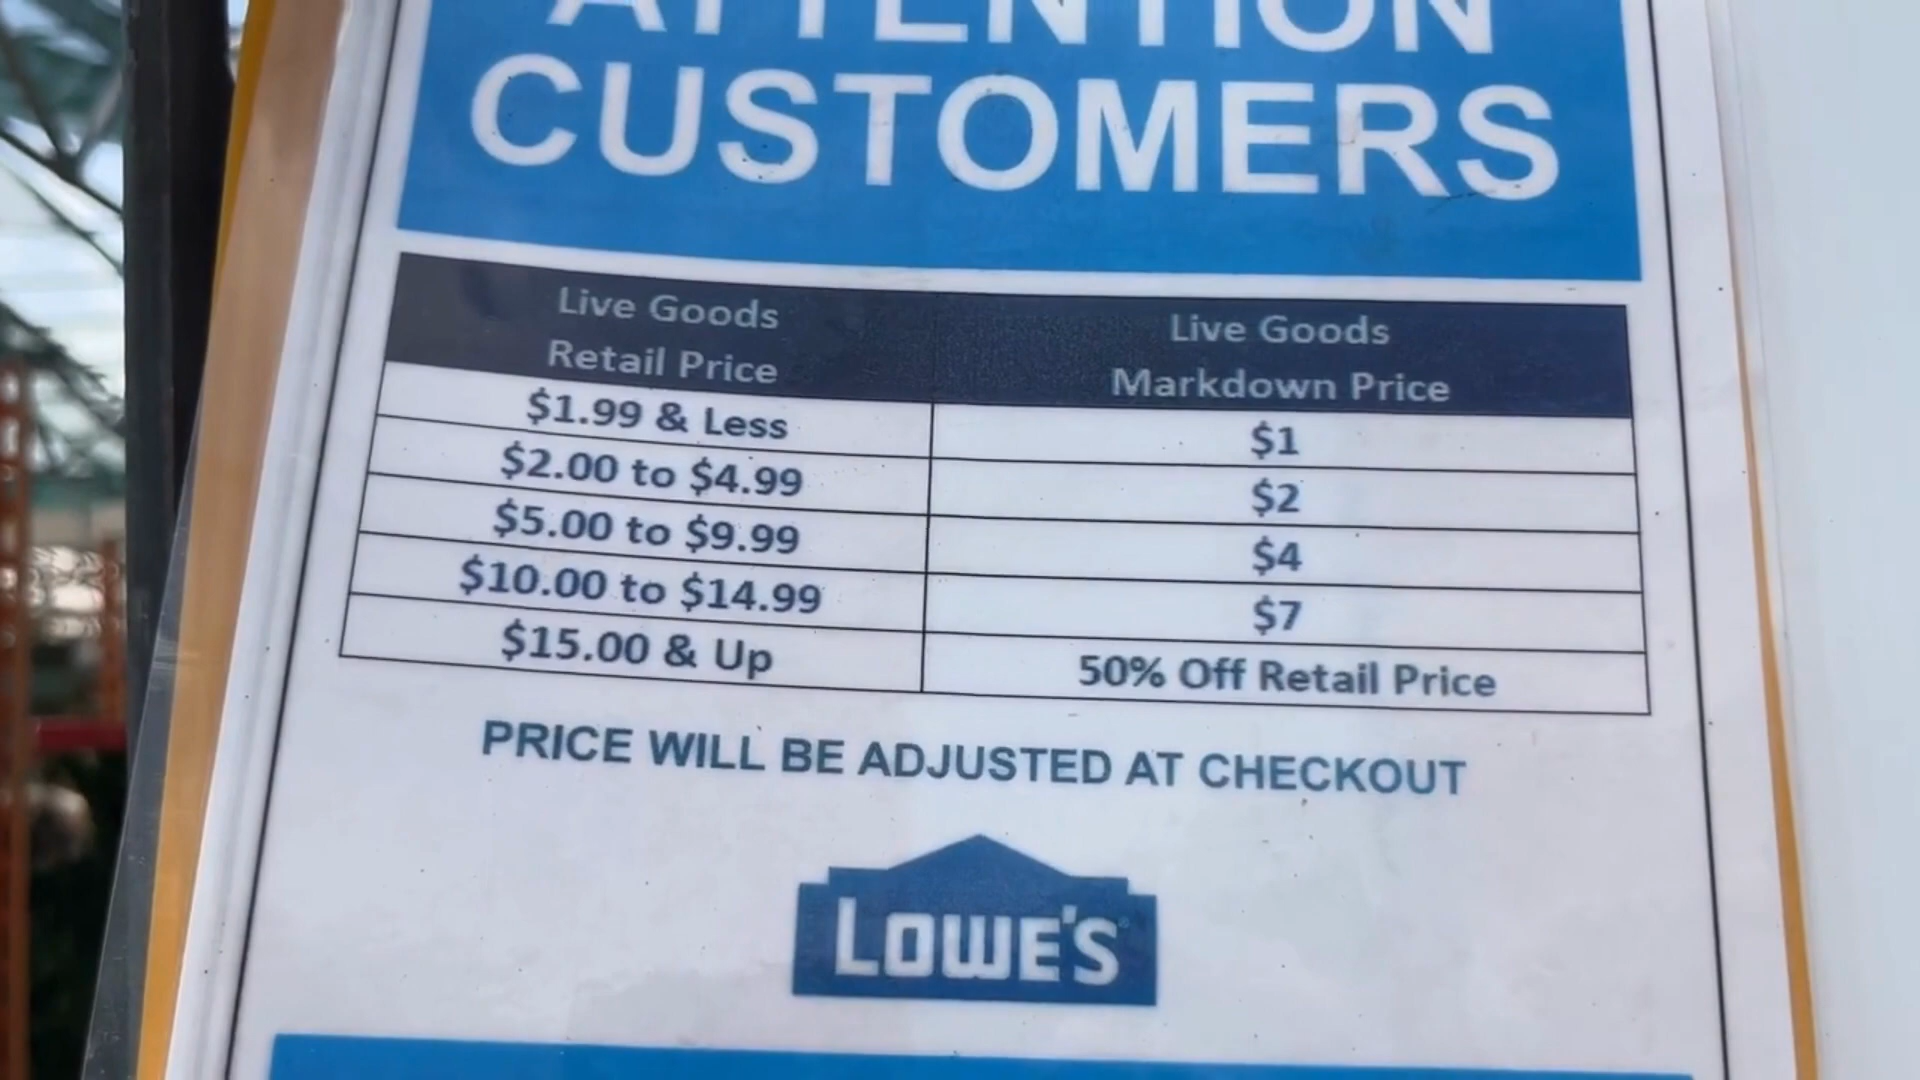 ATTENTION
CUSTOMERS
Live Goods Retail Price
Live Goods Markdown Price
$1.99 & Less
$1
$2.00 to $4.99
$2
$5.00 to $9.99
$4
$10.00 to $14.99
$7
$15.00 & Up
50% Off Retail Price
PRICE WILL BE ADJUSTED AT CHECKOUT
LOWE'S